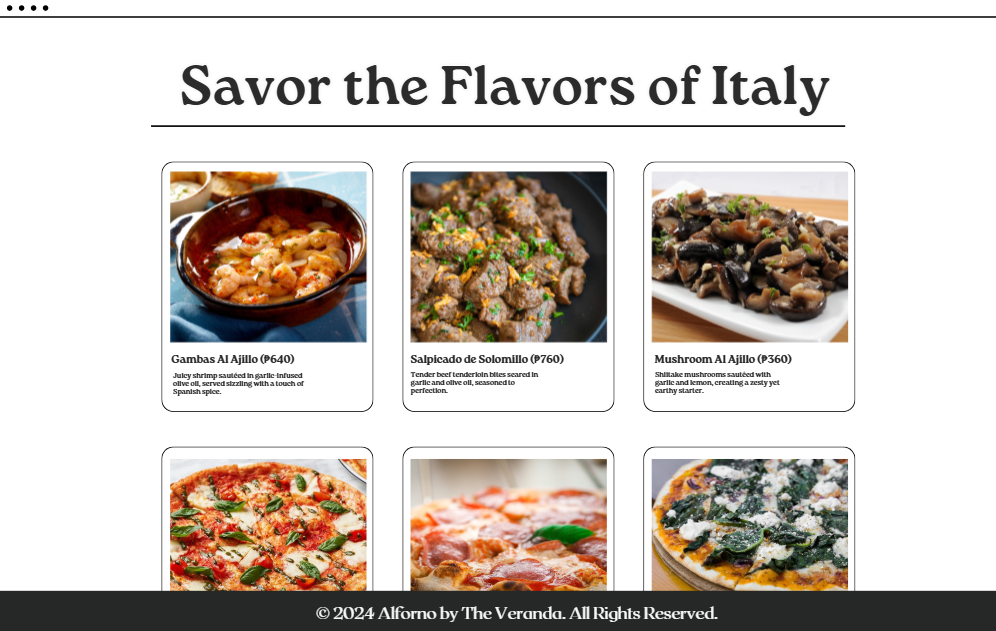 Savor the Flavors of Italy
Gambas Al Ajillo (₱640)
Juicy shrimp sautéed in garlic-infused
olive oil, served sizzling with a touch of
Spanish spice.
Salpicado de Solomillo (₱760)
Tender beef tenderloin bites seared in
garlic and olive oil, seasoned to
perfection.
Mushroom Al Ajillo (₱360)
Shiitake mushrooms sautéed with
garlic and lemon, creating a zesty yet
earthy starter.
© 2024 Alforno by The Veranda. All Rights Reserved.